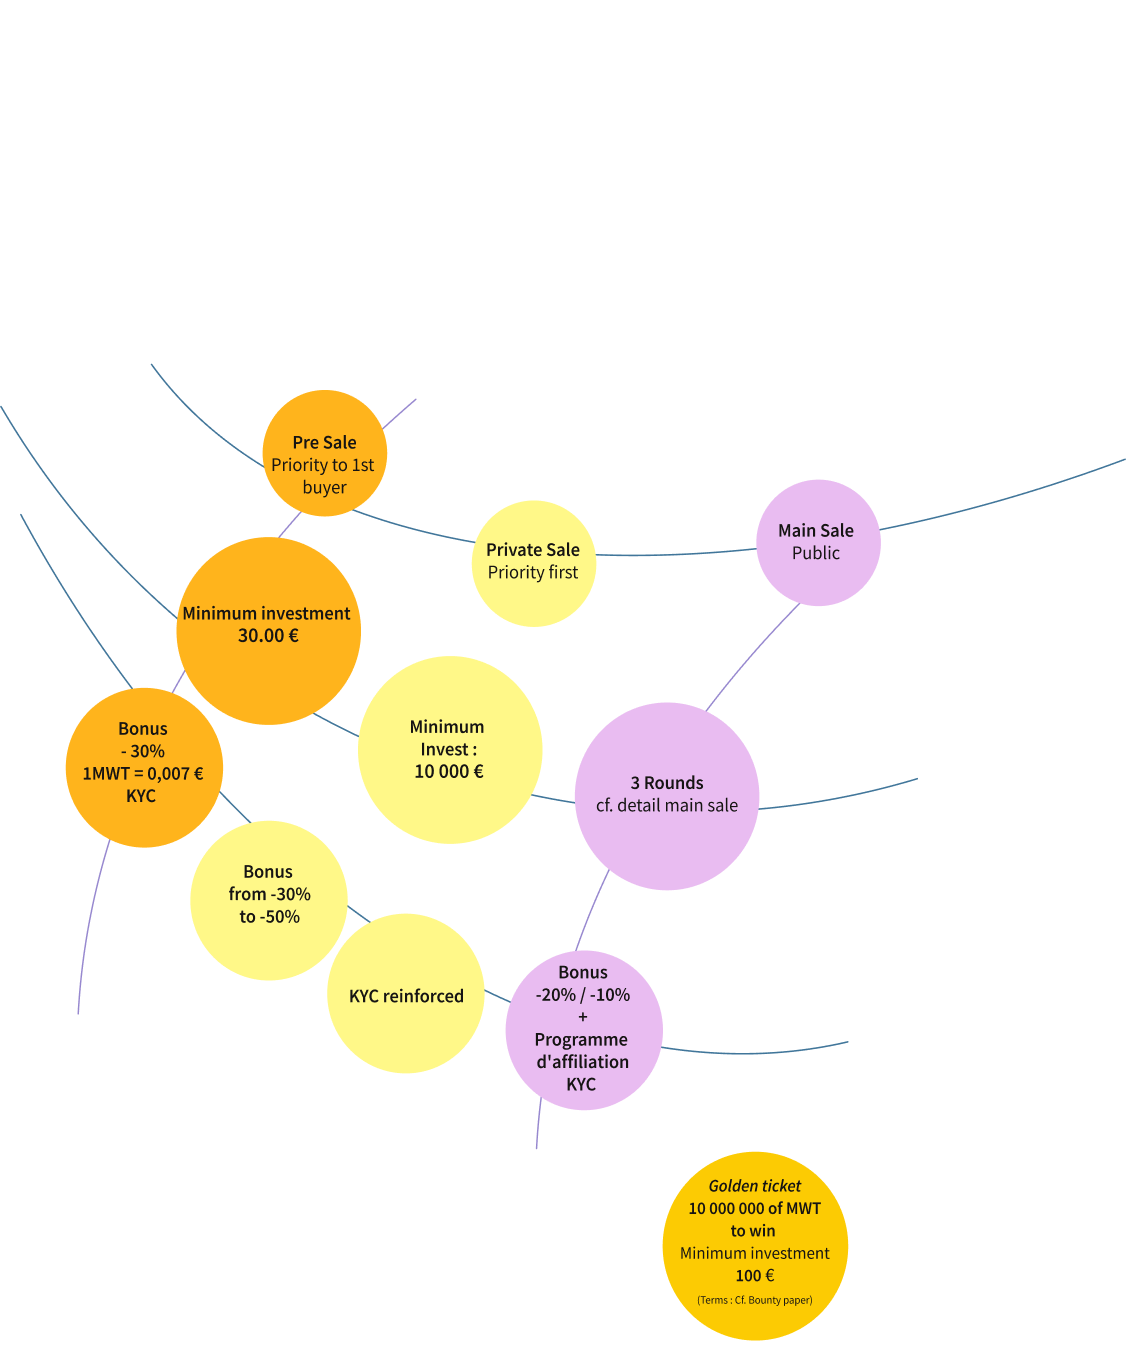 Pre Sale
Priority to 1st
buyer
Private Sale
Priority first
Main Sale
Public
Minimum investment
30.00 €
Minimum
Invest :
10 000 €
3 Rounds
cf. detail main sale
Bonus
- 30%
1MWT = 0,007 €
KYC
Bonus
from -30%
to -50%
KYC reinforced
Bonus
-20% / -10%
+
Programme
d'affiliation
KYC
Golden ticket
10 000 000 of MWT
to win
Minimum investment
100 €
(Terms : Cf. Bounty paper)